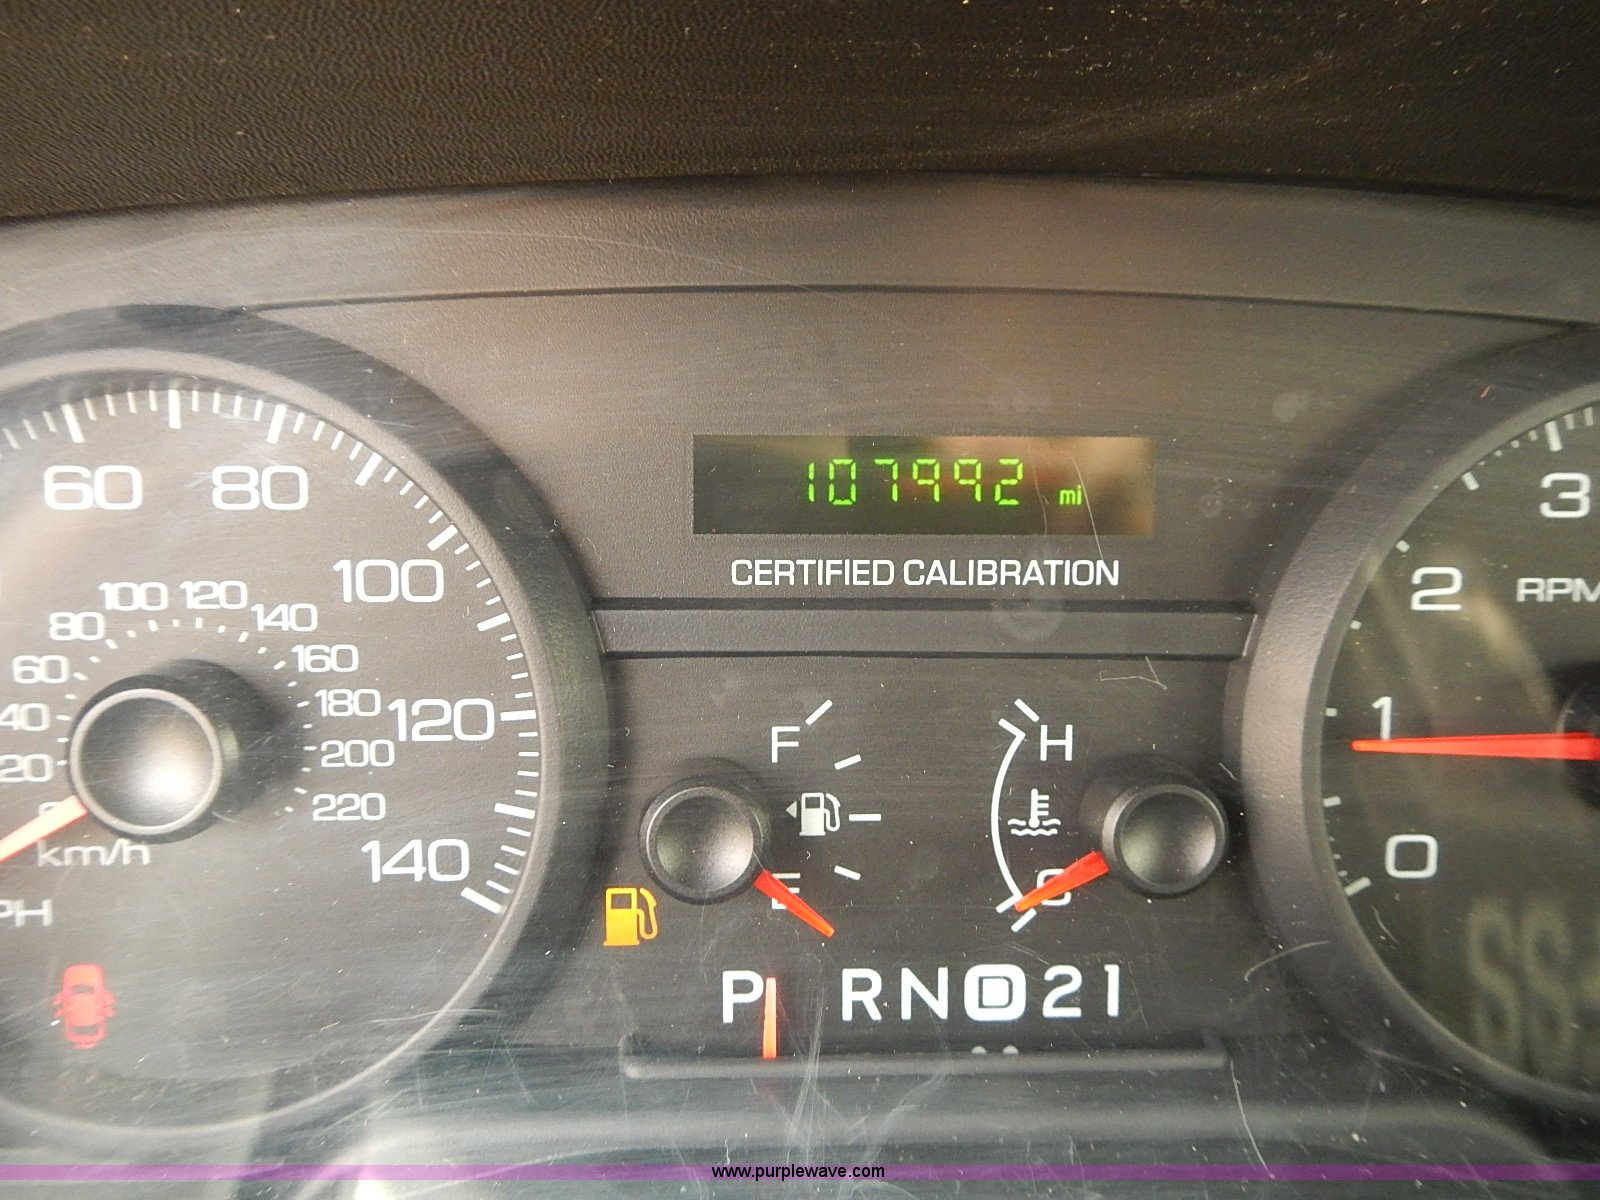 107992 mi
CERTIFIED CALIBRATION
60 80 100 120 140
20 40 60 80 100 120 140 160 180 200 220
km/h
F
E
H
C
P R N D 2 1
0 1 2 3
RPM
www.purplewave.com